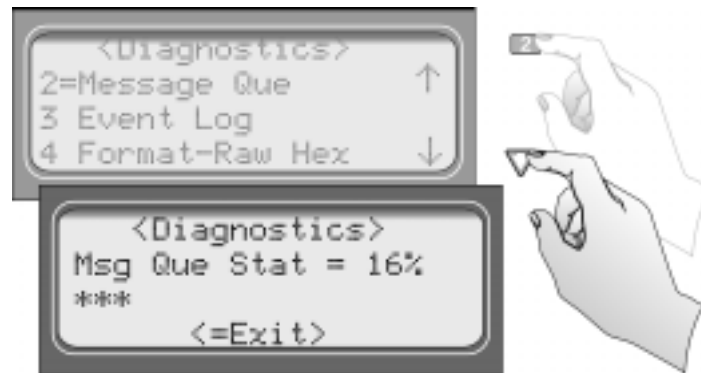 <Diagnostics>
2=Message Que ↑
3 Event Log
4 Format-Raw Hex ↓
2
<Diagnostics>
Msg Que Stat = 16%
***
<=Exit>